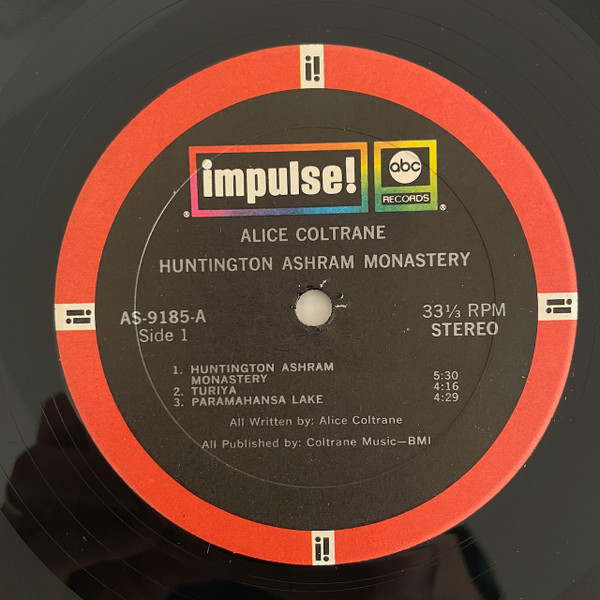 i!
impulse! abc
RECORDS
® ®
ALICE COLTRANE
HUNTINGTON ASHRAM MONASTERY
AS-9185-A 33⅓ RPM
Side 1 STEREO
1. HUNTINGTON ASHRAM
MONASTERY 5:30
2. TURIYA 4:16
3. PARAMAHANSA LAKE 4:29
All Written by: Alice Coltrane
All Published by: Coltrane Music—BMI
i! i!
i!